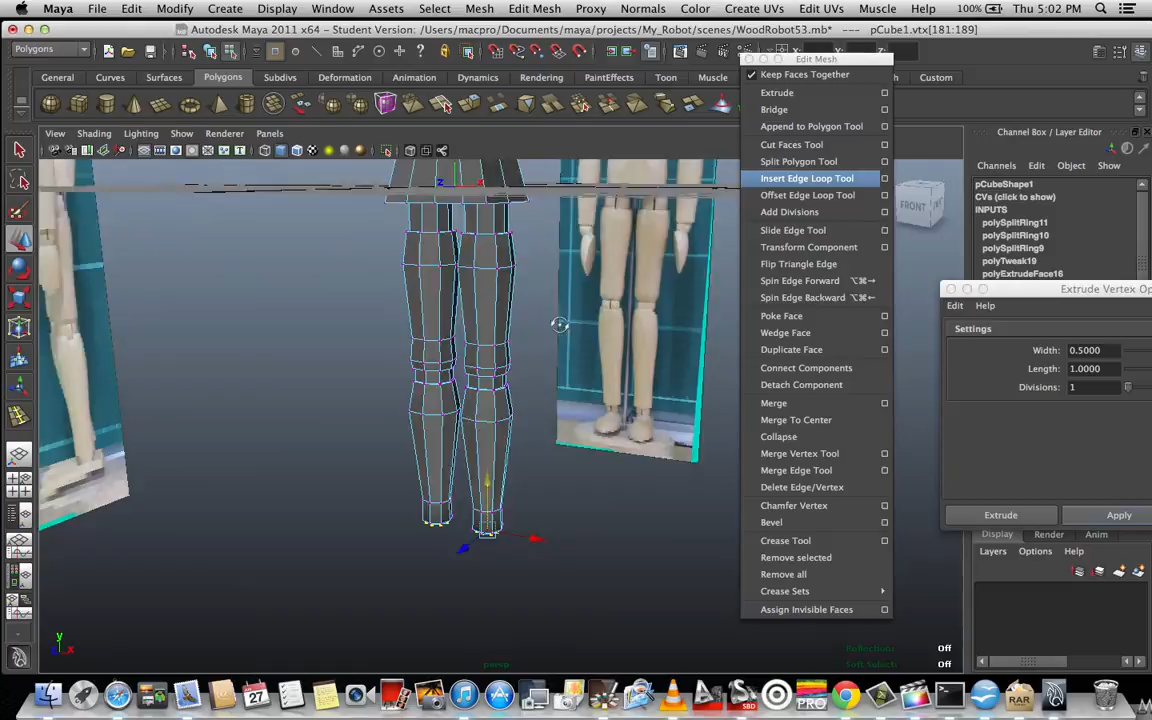 Maya File Edit Modify Create Display Window Assets Select Mesh Edit Mesh Proxy Normals Color Create UVs Edit UVs Muscle Help 100% Thu 5:02 PM
Autodesk Maya 2011 x64 - Student Version: /Users/macpro/Documents/maya/projects/My_Robot/scenes/WoodRobot53.mb* --- pCube1.vtx[181:189]
Polygons
X: Y: Z:
General Curves Surfaces Polygons Subdivs Deformation Animation Dynamics Rendering PaintEffects Toon Muscle Custom
View Shading Lighting Show Renderer Panels
Edit Mesh
Keep Faces Together
Extrude
Bridge
Append to Polygon Tool
Cut Faces Tool
Split Polygon Tool
Insert Edge Loop Tool
Offset Edge Loop Tool
Add Divisions
Slide Edge Tool
Transform Component
Flip Triangle Edge
Spin Edge Forward ⌥⌘→
Spin Edge Backward ⌥⌘←
Poke Face
Wedge Face
Duplicate Face
Connect Components
Detach Component
Merge
Merge To Center
Collapse
Merge Vertex Tool
Merge Edge Tool
Delete Edge/Vertex
Chamfer Vertex
Bevel
Crease Tool
Remove selected
Remove all
Crease Sets
Assign Invisible Faces
Channel Box / Layer Editor
Channels Edit Object Show
pCubeShape1
CVs (click to show)
INPUTS
polySplitRing11
polySplitRing10
polySplitRing9
polyTweak19
polyExtrudeFace16
Extrude Vertex Op
Edit Help
Settings
Width: 0.5000
Length: 1.0000
Divisions: 1
Extrude Apply
Display Render Anim
Layers Options Help
FRONT
z x
y
x
persp
Reflection: Off
Soft Select: Off
27
PRO
RAR